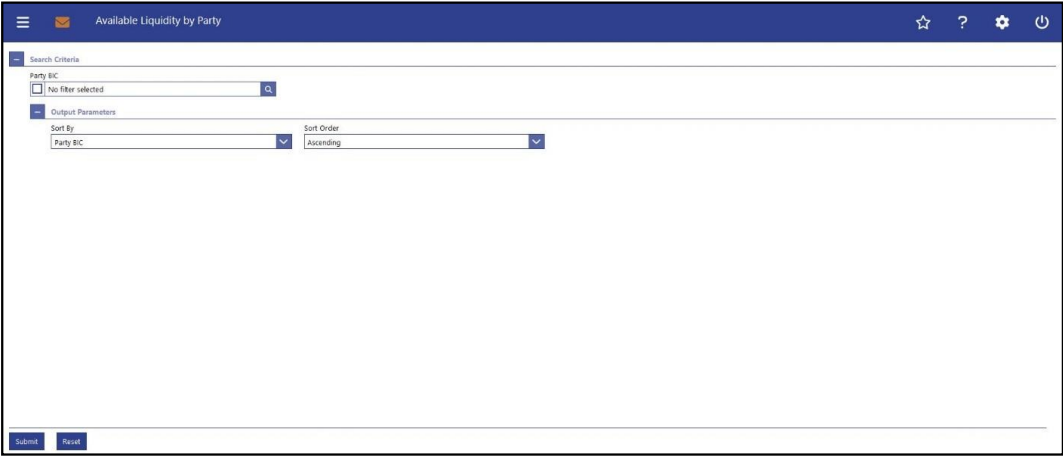 Available Liquidity by Party
?
Search Criteria
Party BIC
No filter selected
Output Parameters
Sort By Sort Order
Party BIC Ascending
Submit Reset